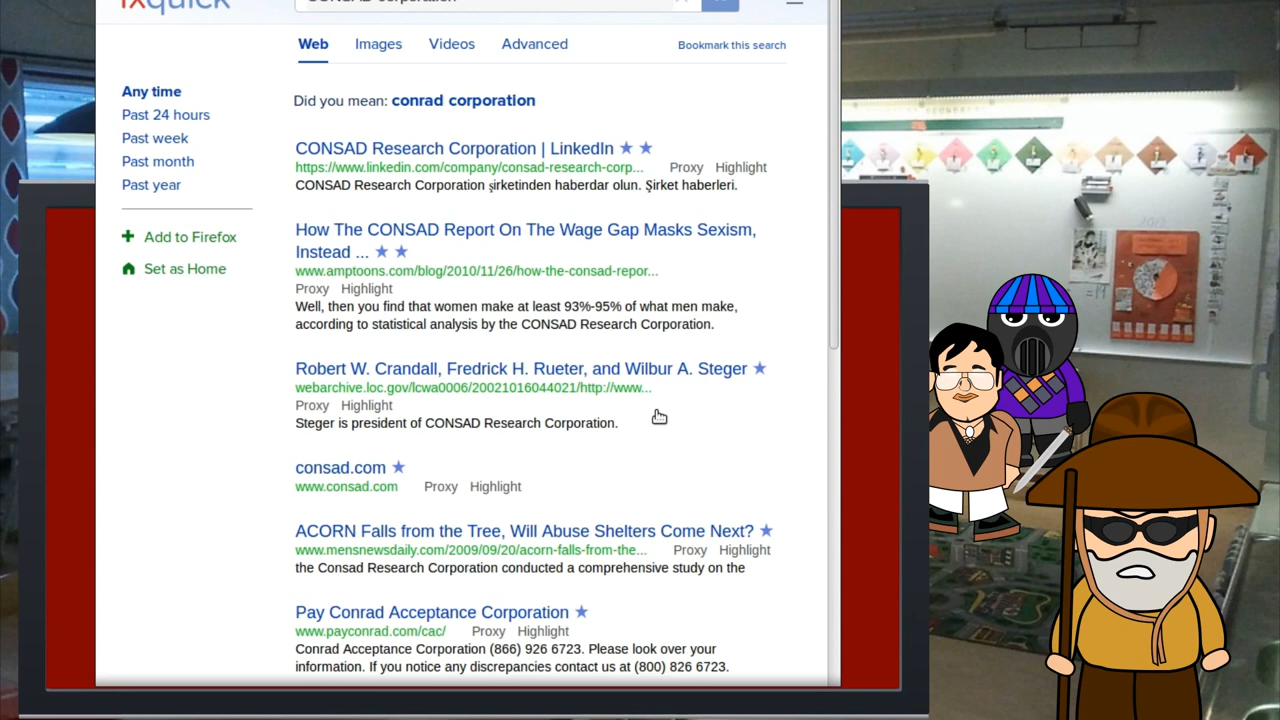 ixquick
CONSAD corporation
Web Images Videos Advanced Bookmark this search
Any time
Past 24 hours
Past week
Past month
Past year
Add to Firefox
Set as Home
Did you mean: conrad corporation
CONSAD Research Corporation | LinkedIn
https://www.linkedin.com/company/consad-research-corp... Proxy Highlight
CONSAD Research Corporation şirketinden haberdar olun. Şirket haberleri.
How The CONSAD Report On The Wage Gap Masks Sexism,
Instead ...
www.amptoons.com/blog/2010/11/26/how-the-consad-repor...
Proxy Highlight
Well, then you find that women make at least 93%-95% of what men make,
according to statistical analysis by the CONSAD Research Corporation.
Robert W. Crandall, Fredrick H. Rueter, and Wilbur A. Steger
webarchive.loc.gov/lcwa0006/20021016044021/http://www...
Proxy Highlight
Steger is president of CONSAD Research Corporation.
consad.com
www.consad.com Proxy Highlight
ACORN Falls from the Tree, Will Abuse Shelters Come Next?
www.mensnewsdaily.com/2009/09/20/acorn-falls-from-the... Proxy Highlight
the Consad Research Corporation conducted a comprehensive study on the
Pay Conrad Acceptance Corporation
www.payconrad.com/cac/ Proxy Highlight
Conrad Acceptance Corporation (866) 926 6723. Please look over your
information. If you notice any discrepancies contact us at (800) 826 6723.